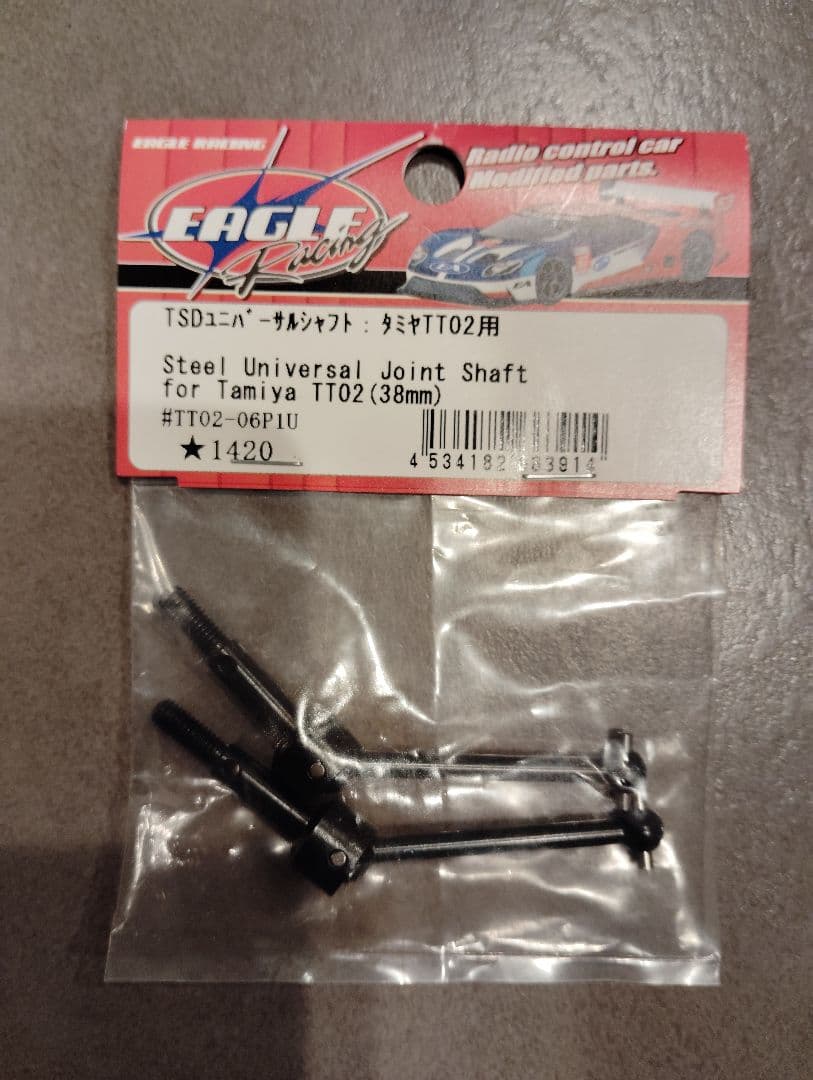 EAGLE RACING
Radio control car
Modified parts.
EAGLE
Racing
TSDﾕﾆﾊﾞｰｻﾙｼｬﾌﾄ：ﾀﾐﾔTT02用
Steel Universal Joint Shaft
for Tamiya TT02(38mm)
#TT02-06P1U
★1420
4 534182